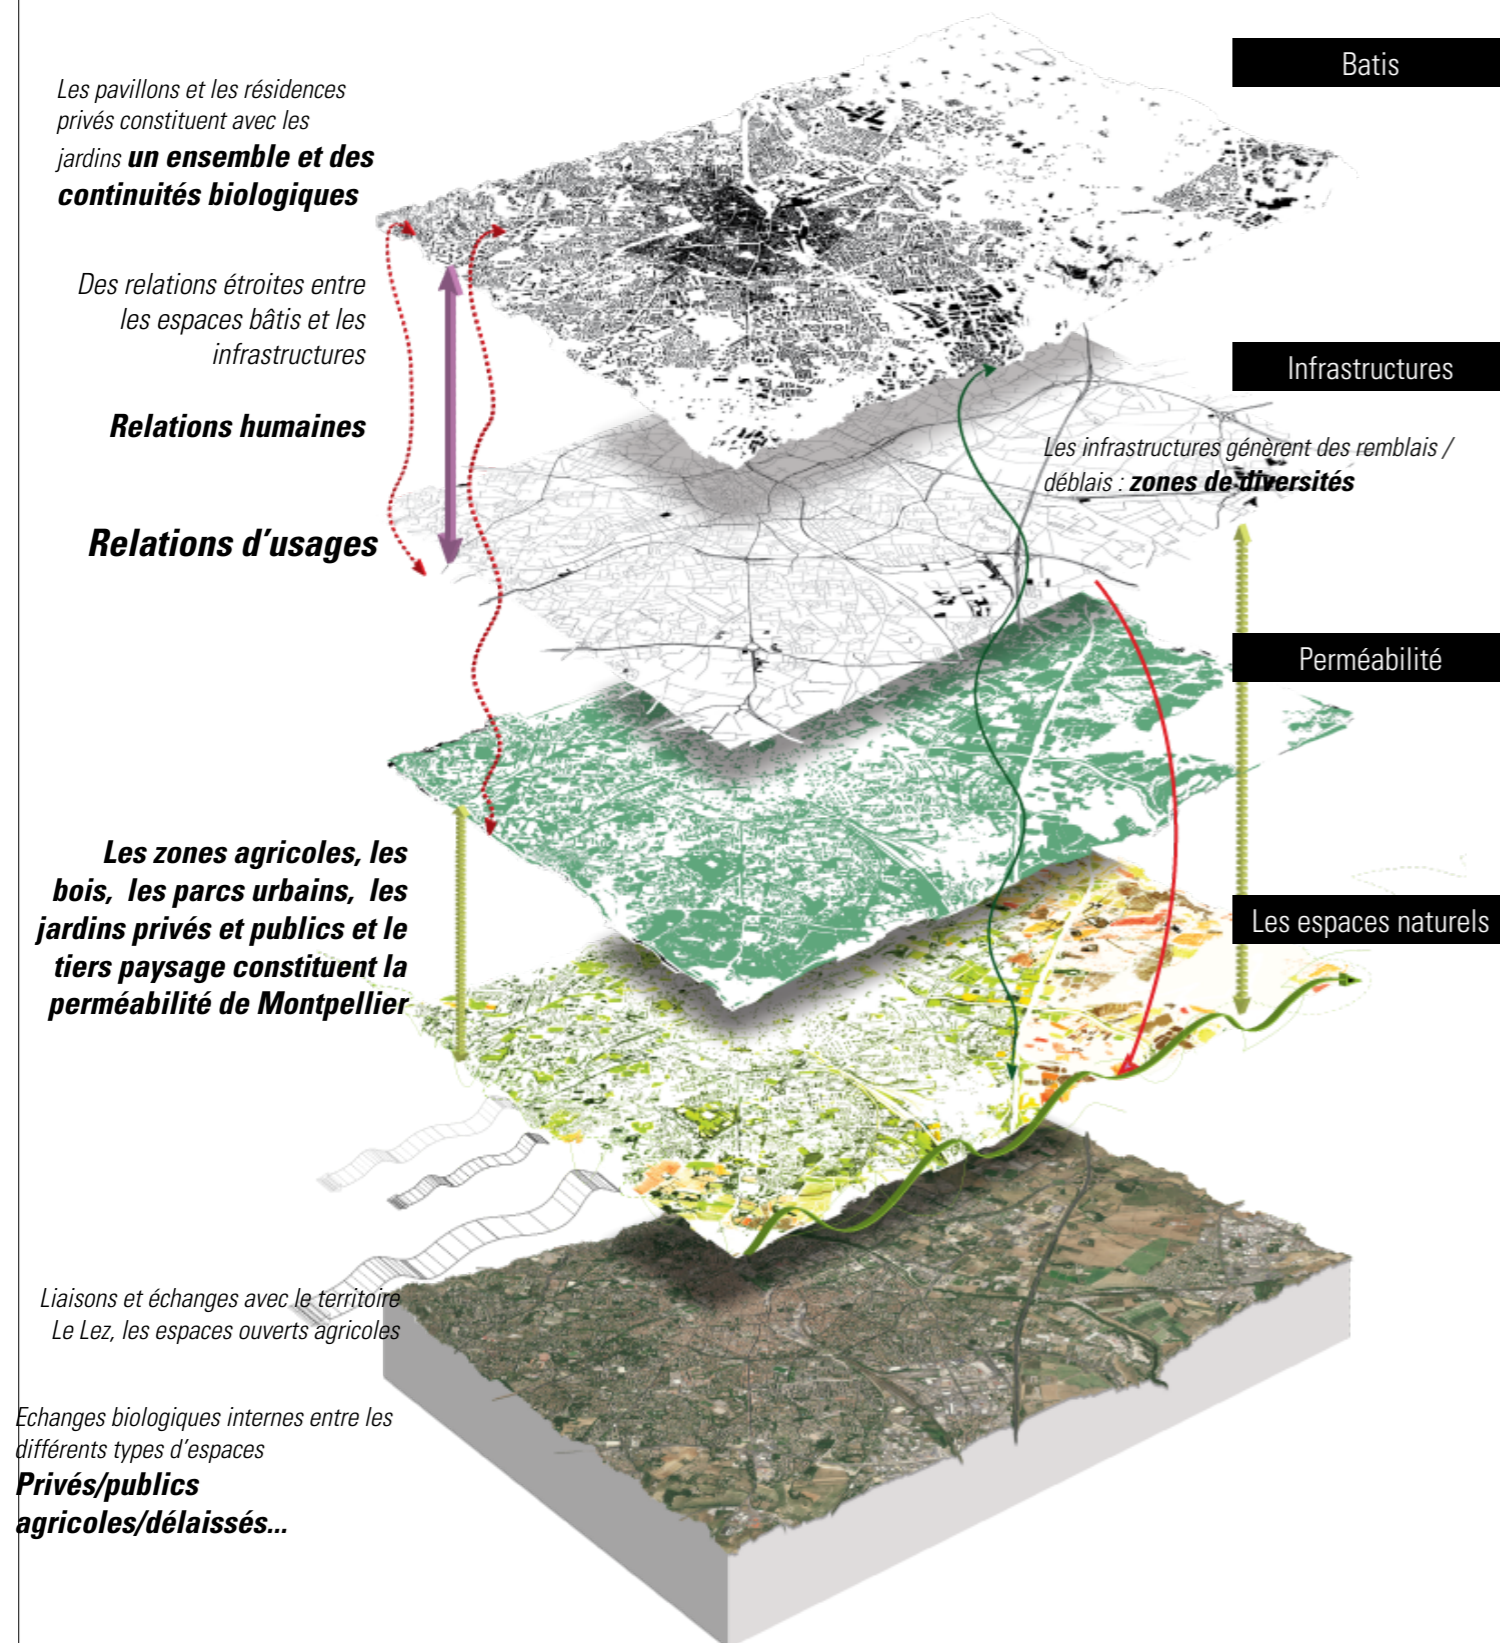 Batis
Les pavillons et les résidences
privés constituent avec les
jardins un ensemble et des
continuités biologiques
Des relations étroites entre
les espaces bâtis et les
infrastructures
Infrastructures
Relations humaines
Les infrastructures génèrent des remblais /
déblais : zones de diversités
Relations d'usages
Perméabilité
Les zones agricoles, les
bois, les parcs urbains, les
jardins privés et publics et le
tiers paysage constituent la
perméabilité de Montpellier
Les espaces naturels
Liaisons et échanges avec le territoire
Le Lez, les espaces ouverts agricoles
Echanges biologiques internes entre les
différents types d'espaces
Privés/publics
agricoles/délaissés...